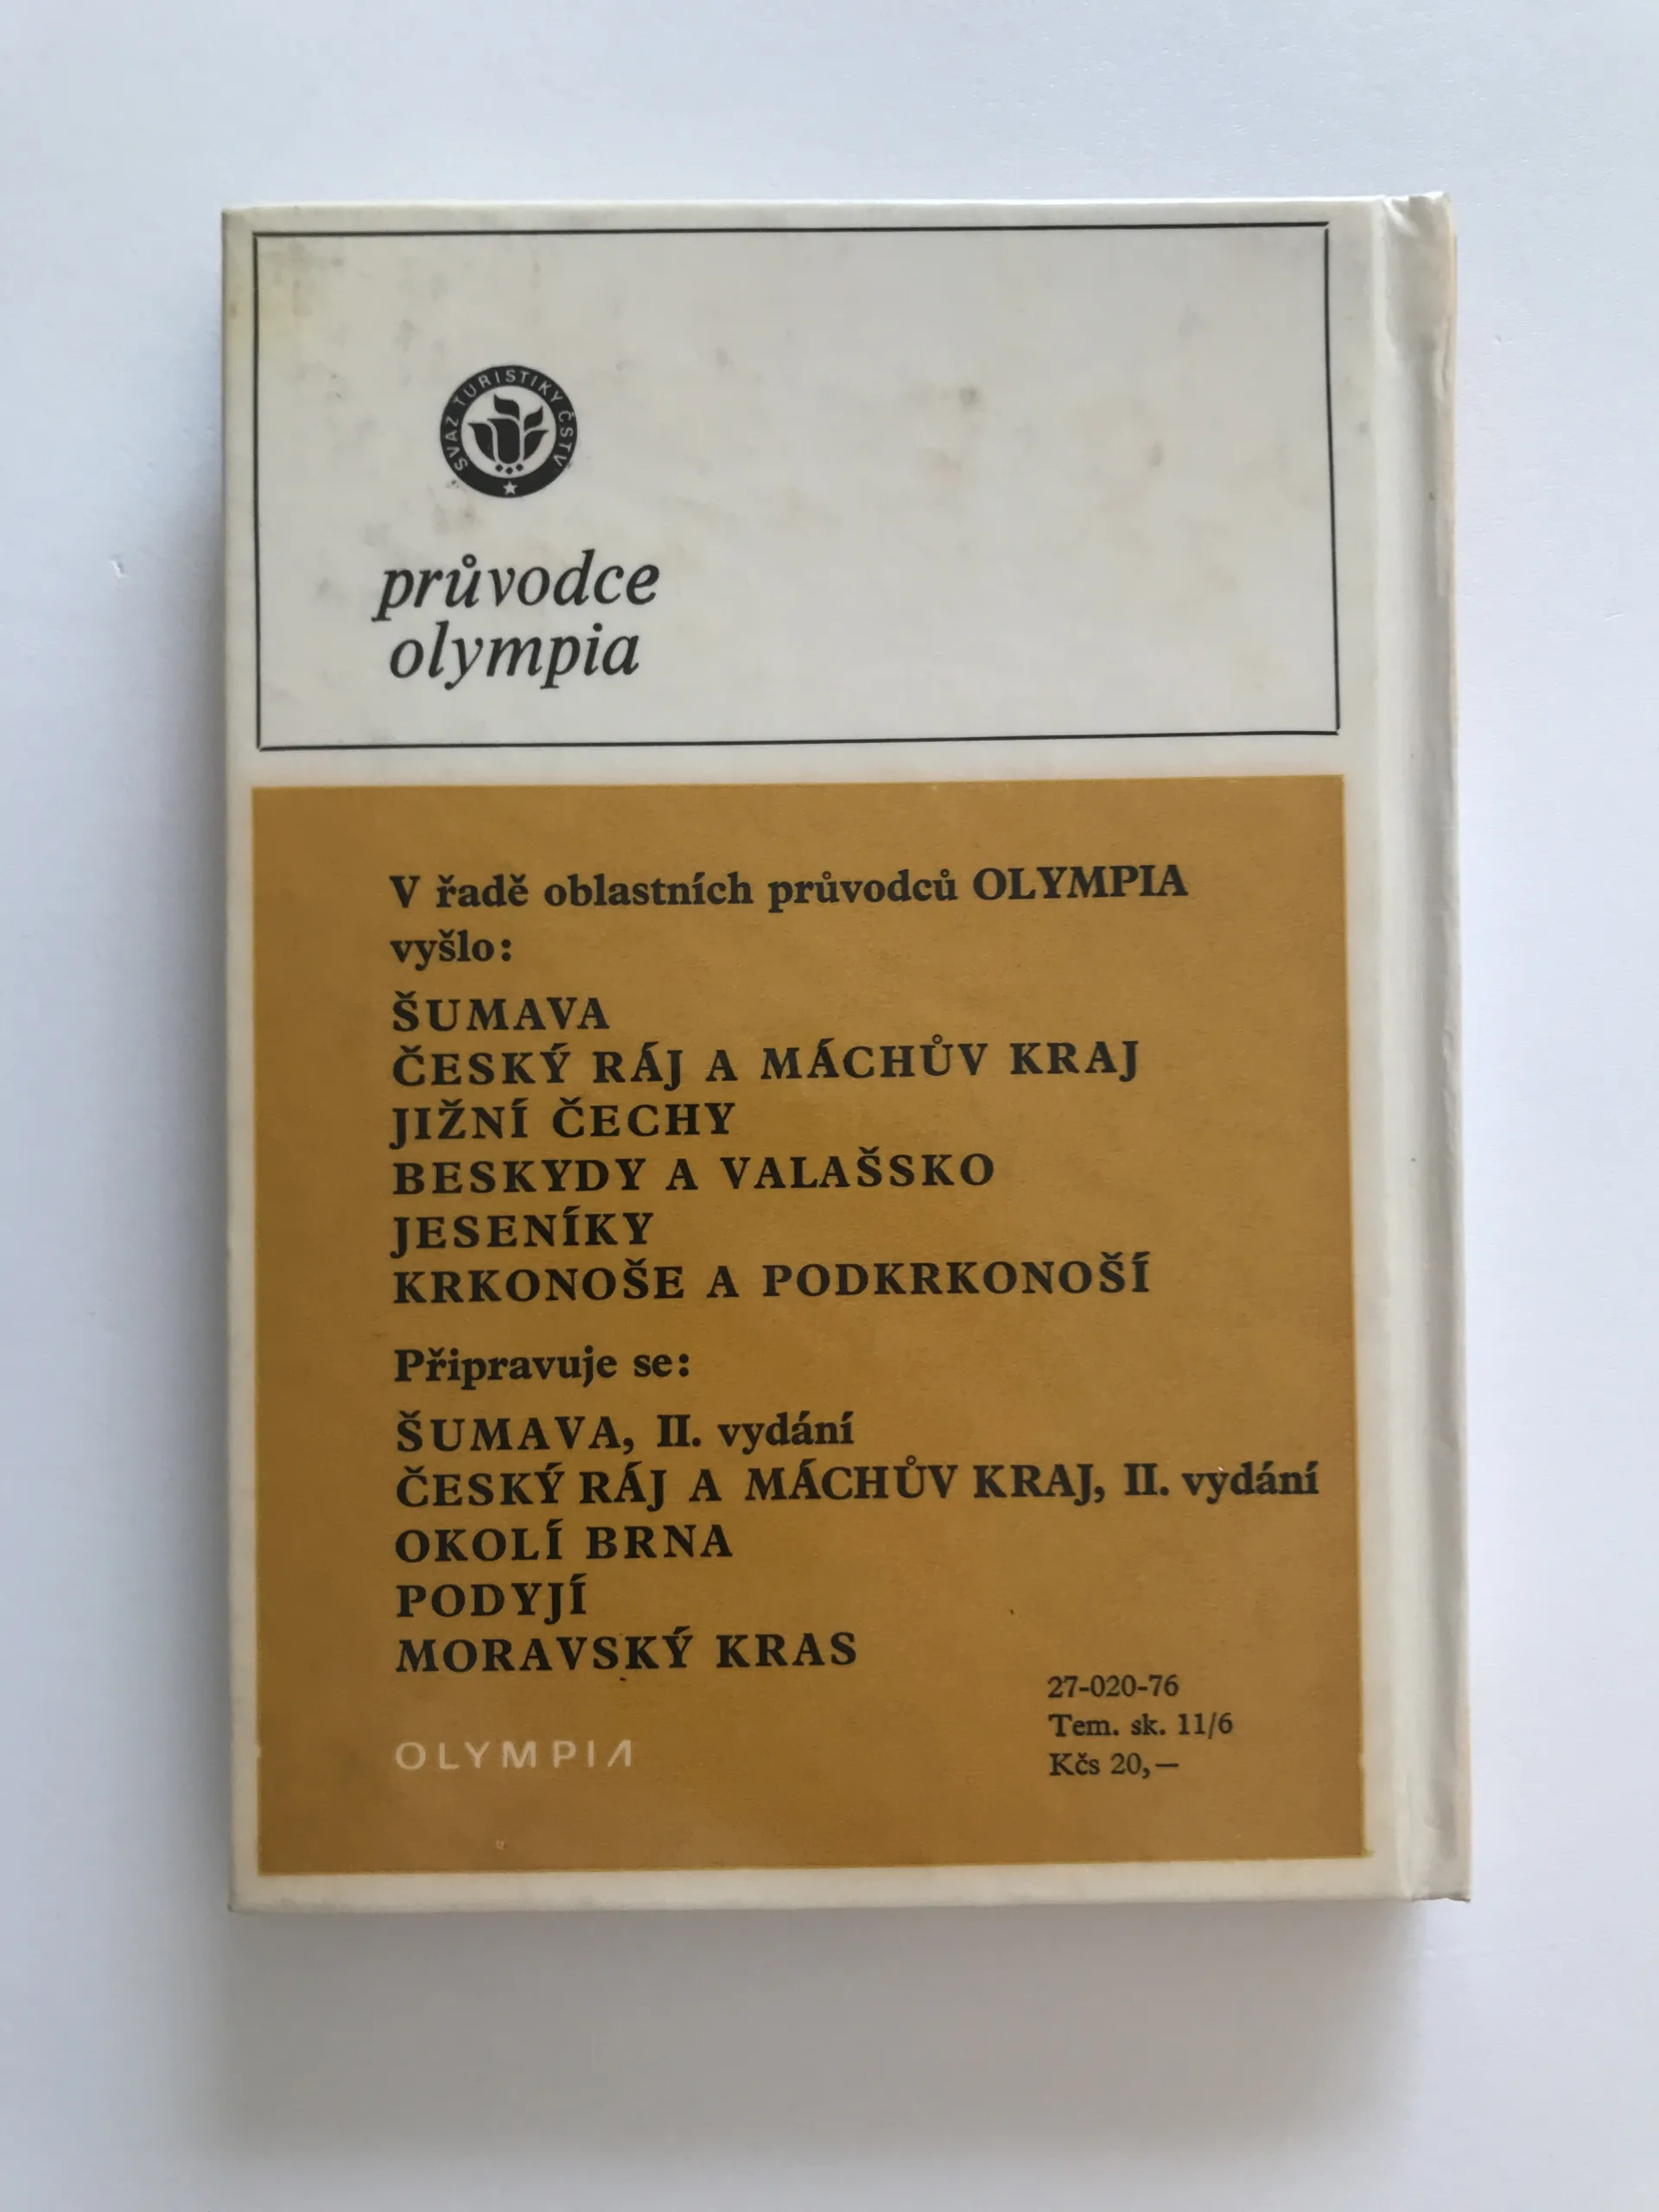 SVAZ TURISTIKY ČSTV
průvodce
olympia
V řadě oblastních průvodců OLYMPIA
vyšlo:
ŠUMAVA
ČESKÝ RÁJ A MÁCHŮV KRAJ
JIŽNÍ ČECHY
BESKYDY A VALAŠSKO
JESENÍKY
KRKONOŠE A PODKRKONOŠÍ
Připravuje se:
ŠUMAVA, II. vydání
ČESKÝ RÁJ A MÁCHŮV KRAJ, II. vydání
OKOLÍ BRNA
PODYJÍ
MORAVSKÝ KRAS
27-020-76
Tem. sk. 11/6
Kčs 20,—
OLYMPIA